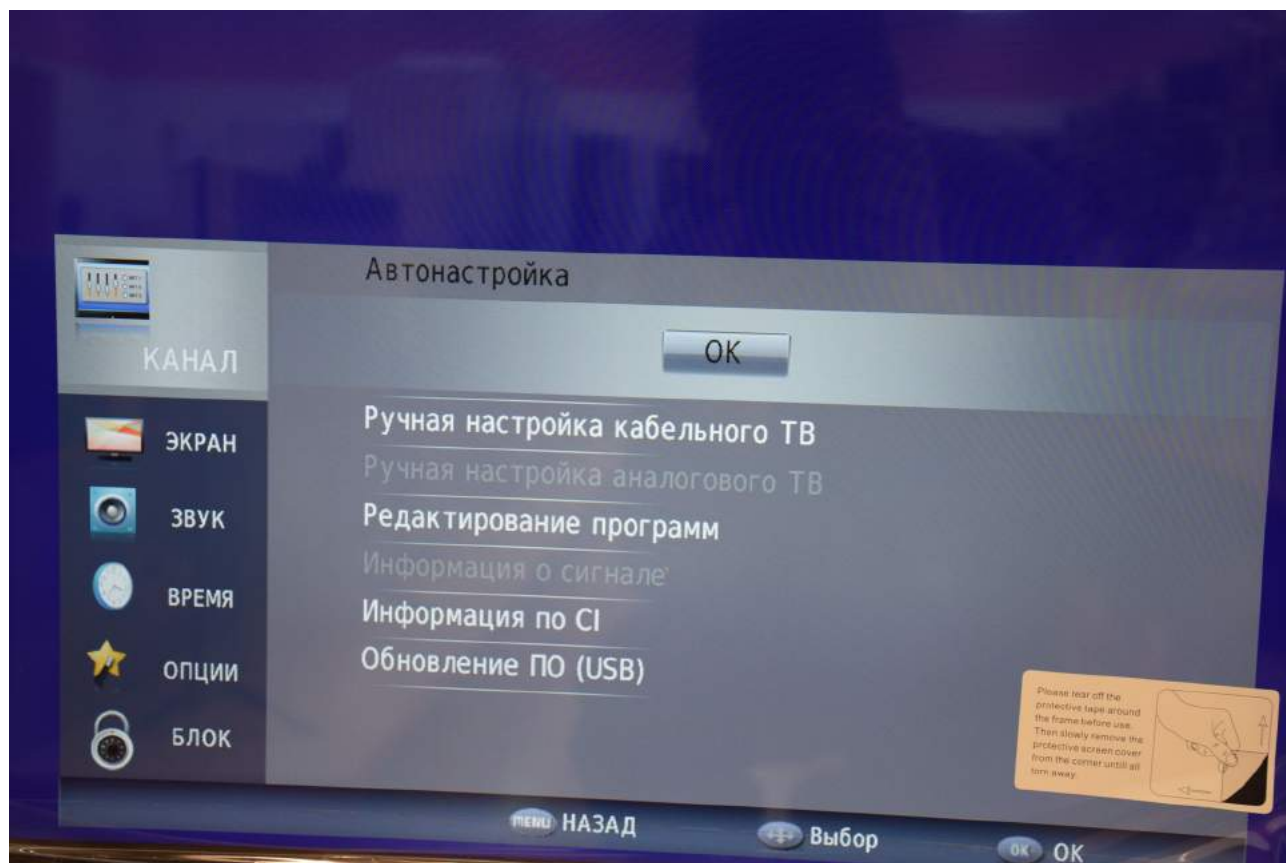 КАНАЛ
ЭКРАН
ЗВУК
ВРЕМЯ
ОПЦИИ
БЛОК
Автонастройка
OK
Ручная настройка кабельного ТВ
Ручная настройка аналогового ТВ
Редактирование программ
Информация о сигнале
Информация по CI
Обновление ПО (USB)
Please rear off the
protective tape around
the frame before use.
Then slowly remove the
protective screen cover
from the corner untill all
torn away.
MENU НАЗАД
Выбор
OK OK